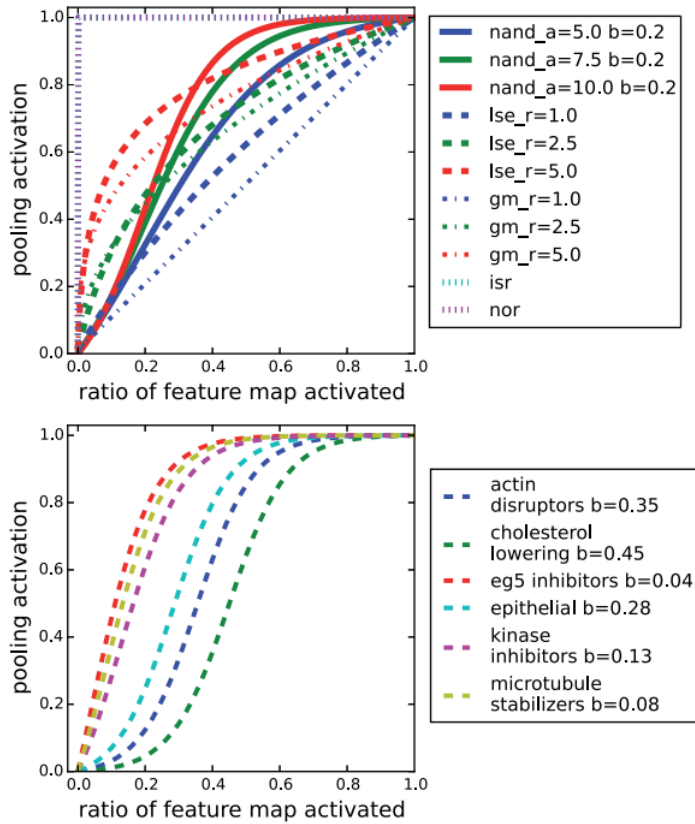 1.0
0.8
0.6
0.4
0.2
0.0
pooling activation
0.0 0.2 0.4 0.6 0.8 1.0
ratio of feature map activated
nand_a=5.0 b=0.2
nand_a=7.5 b=0.2
nand_a=10.0 b=0.2
lse_r=1.0
lse_r=2.5
lse_r=5.0
gm_r=1.0
gm_r=2.5
gm_r=5.0
isr
nor
1.0
0.8
0.6
0.4
0.2
0.0
pooling activation
0.0 0.2 0.4 0.6 0.8 1.0
ratio of feature map activated
actin
disruptors b=0.35
cholesterol
lowering b=0.45
eg5 inhibitors b=0.04
epithelial b=0.28
kinase
inhibitors b=0.13
microtubule
stabilizers b=0.08